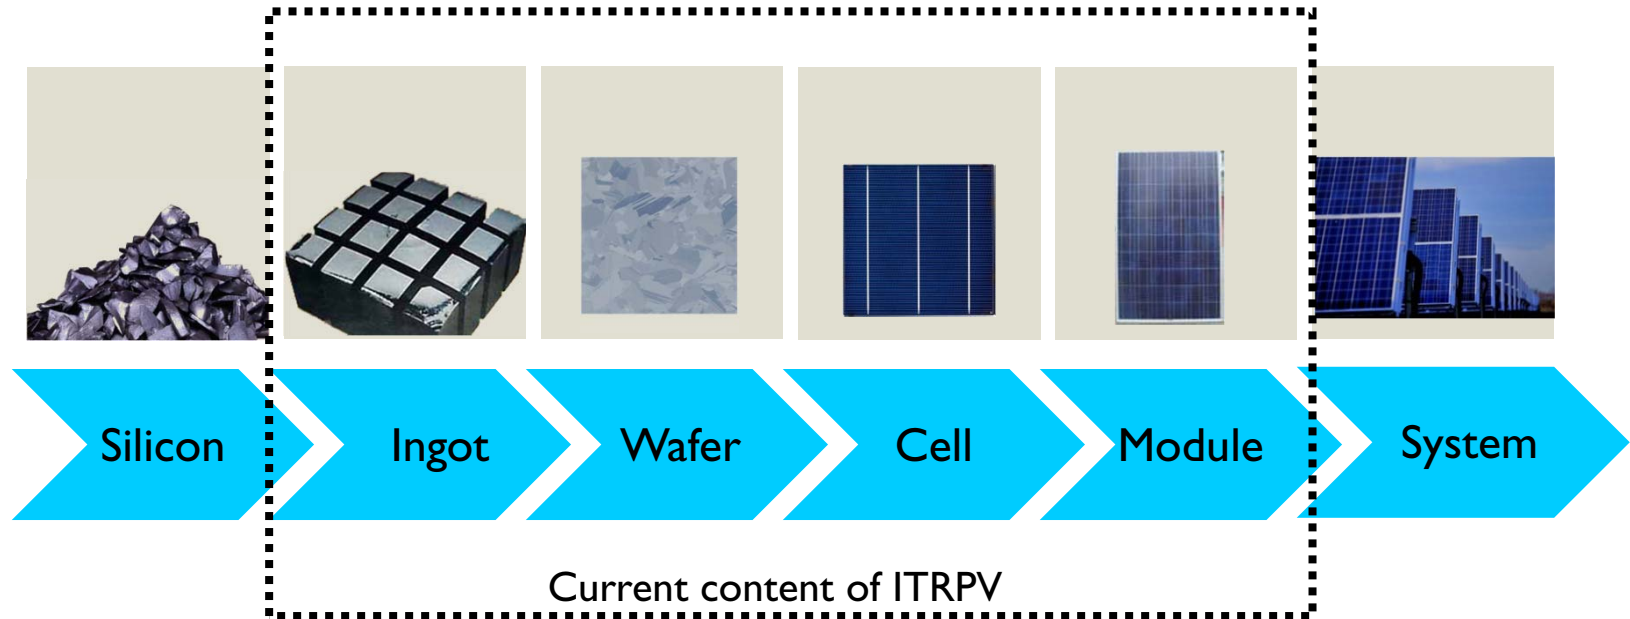 Silicon
Ingot
Wafer
Cell
Module
System
Current content of ITRPV